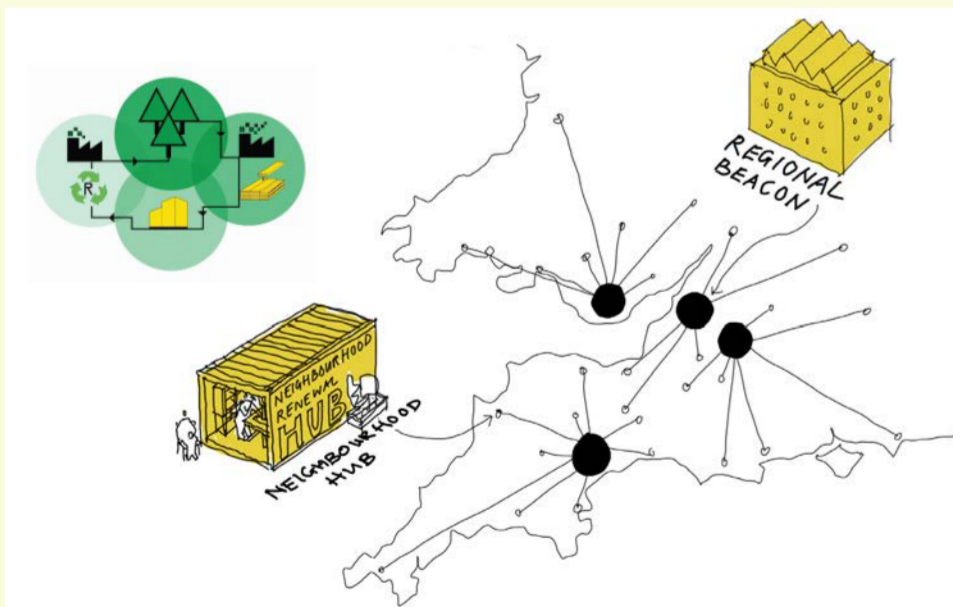 R
REGIONAL
BEACON
NEIGHBOURHOOD
RENEWAL
HUB
NEIGHBOURHOOD
HUB